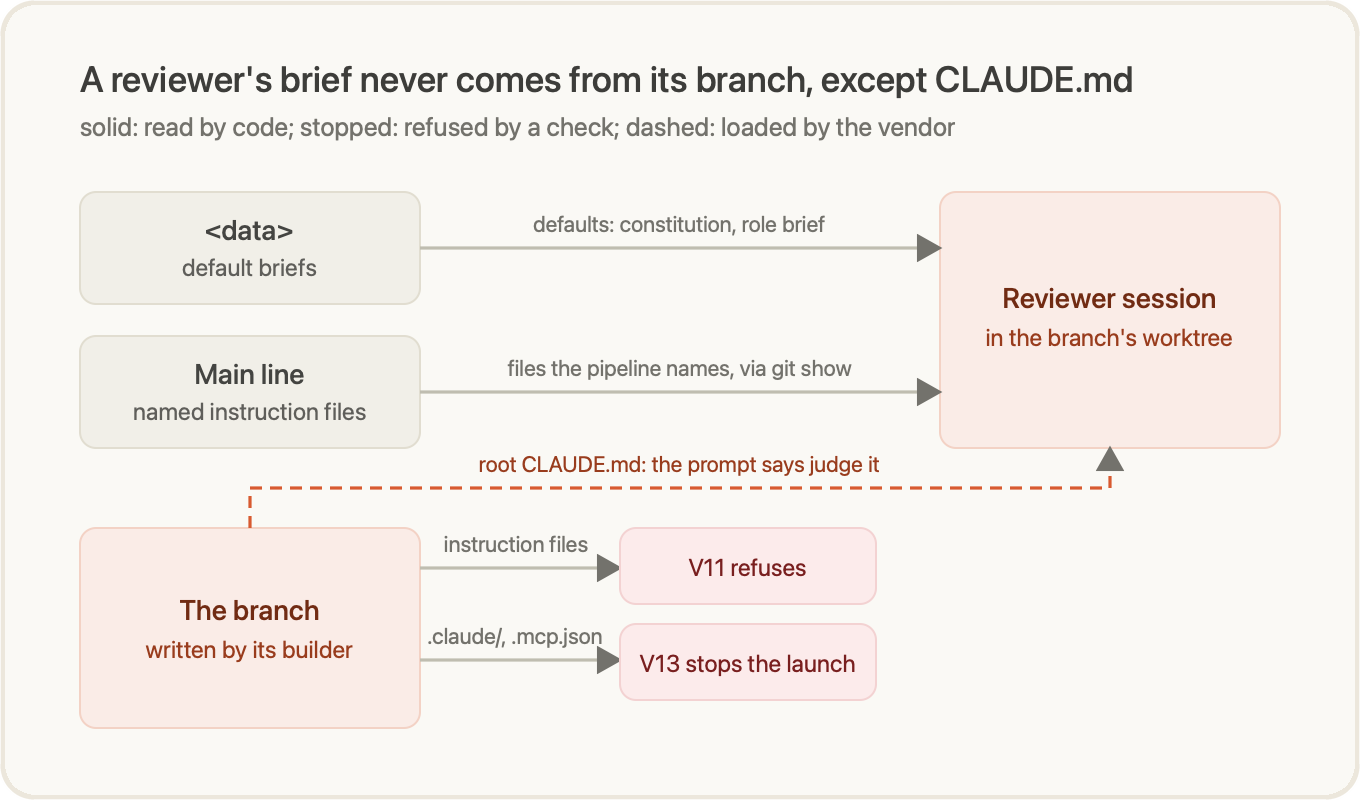 A reviewer's brief never comes from its branch, except CLAUDE.md
solid: read by code; stopped: refused by a check; dashed: loaded by the vendor
<data>
default briefs
defaults: constitution, role brief
Reviewer session
in the branch's worktree
Main line
named instruction files
files the pipeline names, via git show
root CLAUDE.md: the prompt says judge it
The branch
written by its builder
instruction files
V11 refuses
.claude/, .mcp.json
V13 stops the launch